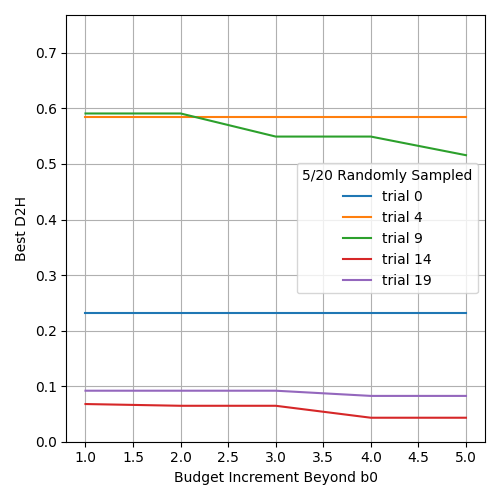 0.7
0.6
0.5
0.4
0.3
0.2
0.1
0.0
Best D2H
5/20 Randomly Sampled
trial 0
trial 4
trial 9
trial 14
trial 19
1.0 1.5 2.0 2.5 3.0 3.5 4.0 4.5 5.0
Budget Increment Beyond b0